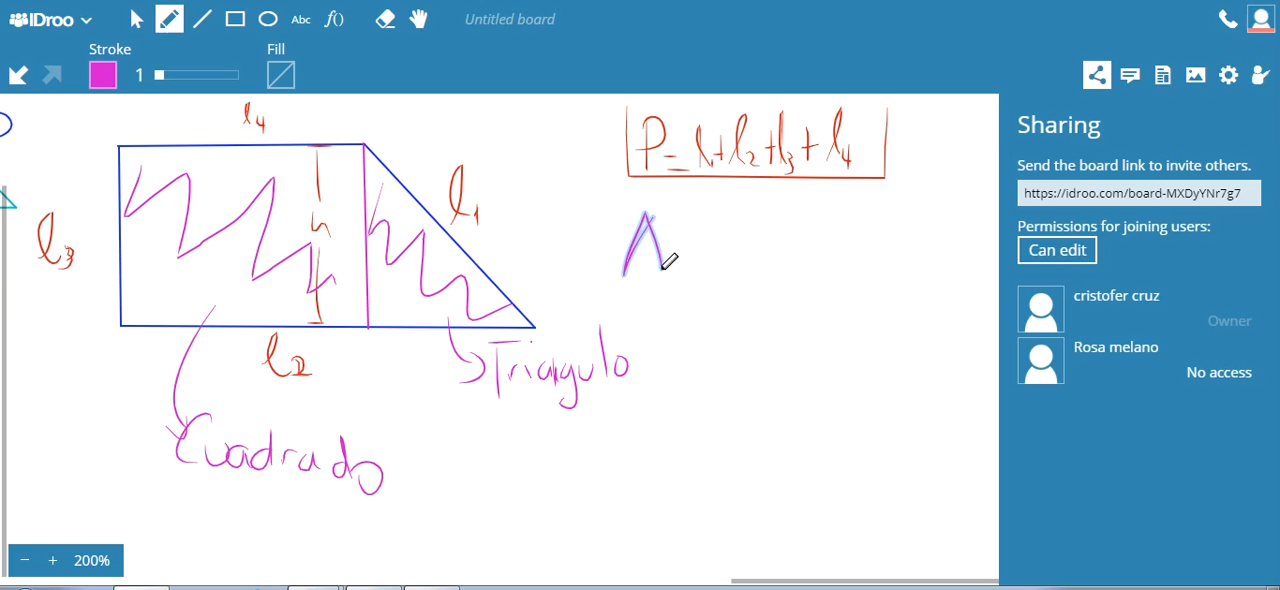 IDroo
Abc
f()
Untitled board
Stroke
Fill
1
l4
P=l1+l2+l3+l4
l1
l3
h
l2
Triagulo
Cuadrado
A
200%
Sharing
Send the board link to invite others.
https://idroo.com/board-MXDyYNr7g7
Permissions for joining users:
Can edit
cristofer cruz
Owner
Rosa melano
No access